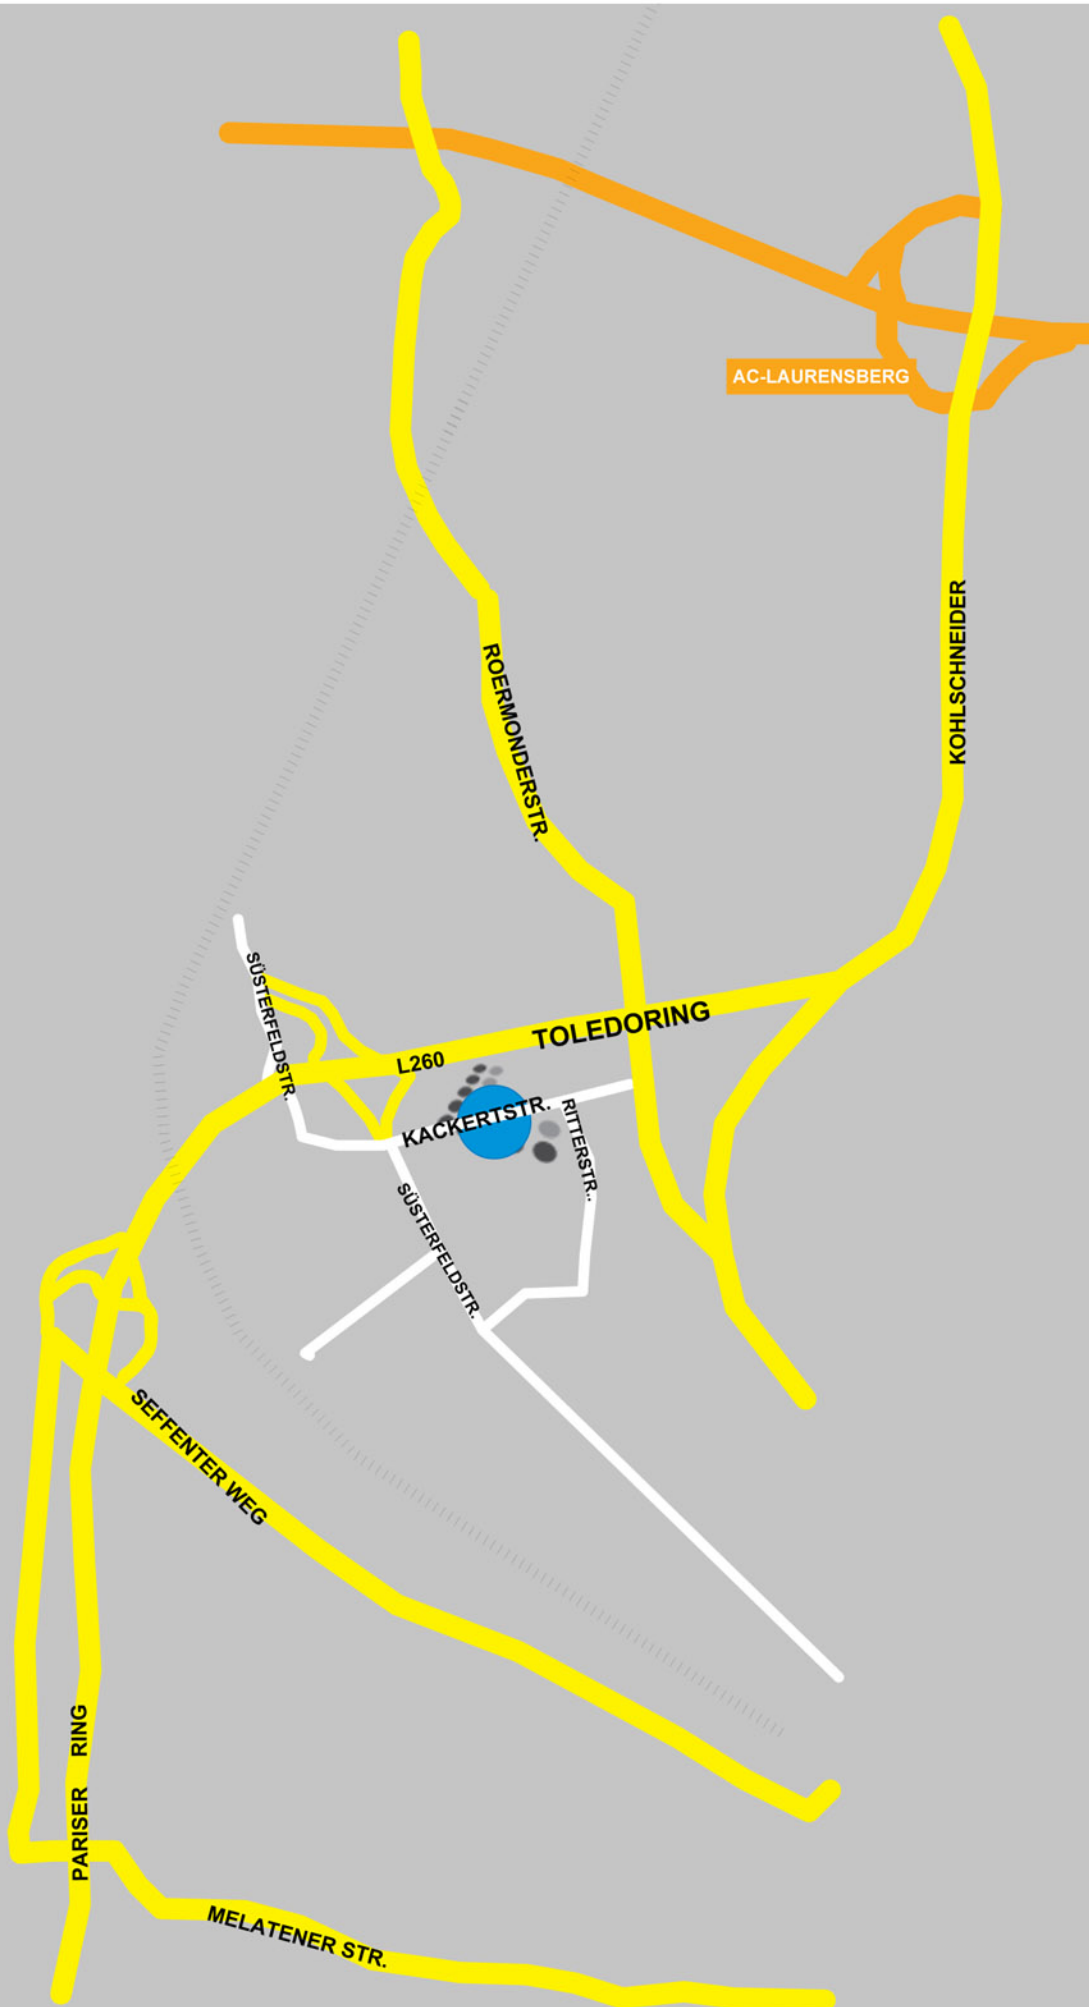 AC-LAURENSBERG
KOHLSCHNEIDER
ROERMONDERSTR.
SÜSTERFELDSTR.
TOLEDORING
L260
KACKERTSTR.
RITTERSTR..
SÜSTERFELDSTR.
SEFFENTER WEG
PARISER RING
MELATENER STR.